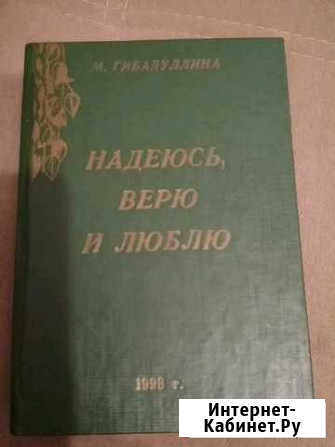 М. ГИБАДУЛЛИНА
НАДЕЮСЬ,
ВЕРЮ
И ЛЮБЛЮ
1998 г.
Интернет-
Кабинет.Ру